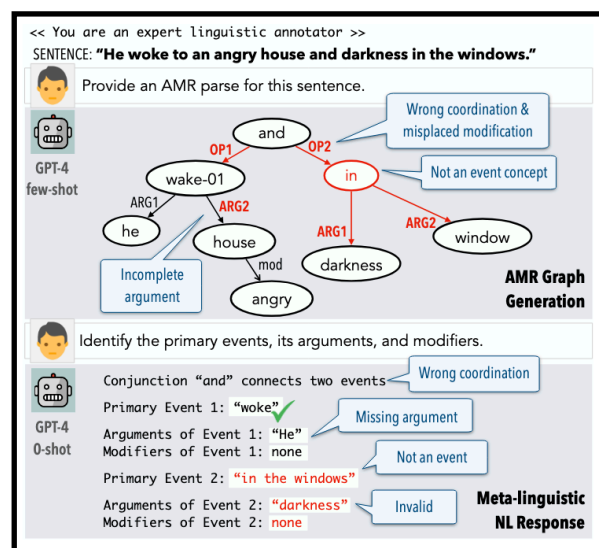 << You are an expert linguistic annotator >>
SENTENCE: “He woke to an angry house and darkness in the windows.”
Provide an AMR parse for this sentence.
GPT-4
few-shot
and
Wrong coordination &
misplaced modification
OP1
OP2
wake-01
in
Not an event concept
ARG1
ARG2
he
house
ARG1
ARG2
darkness
window
Incomplete
argument
mod
angry
AMR Graph
Generation
Identify the primary events, its arguments, and modifiers.
GPT-4
0-shot
Conjunction “and” connects two events
Wrong coordination
Primary Event 1: “woke”
Missing argument
Arguments of Event 1: “He”
Modifiers of Event 1: none
Not an event
Primary Event 2: “in the windows”
Arguments of Event 2: “darkness”
Invalid
Modifiers of Event 2: none
Meta-linguistic
NL Response